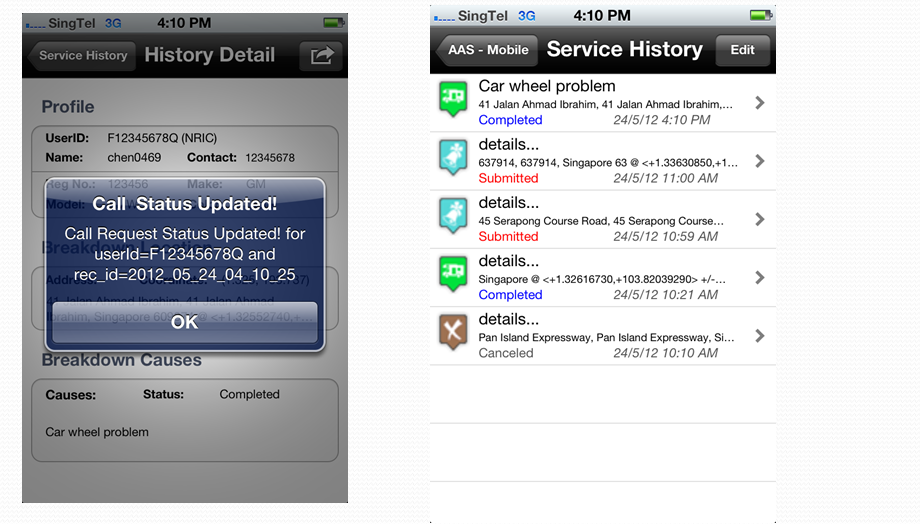 SingTel 3G 4:10 PM
Service History History Detail
Profile
UserID: F12345678Q (NRIC)
Name: chen0469 Contact: 12345678
Reg No.: 123456 Make: GM
Model:
Call Status Updated!
Call Request Status Updated! for
userId=F12345678Q and
rec_id=2012_05_24_04_10_25
Address:
41 Jalan Ahmad Ibrahim, 41 Jalan Ahmad
Ibrahim, Singapore <+1.32552740,+...
OK
Breakdown Causes
Causes: Status: Completed
Car wheel problem
SingTel 3G 4:10 PM
AAS - Mobile Service History Edit
Car wheel problem
41 Jalan Ahmad Ibrahim, 41 Jalan Ahmad Ibrahim,...
Completed 24/5/12 4:10 PM
details...
637914, 637914, Singapore 63 @ <+1.33630850,+1...
Submitted 24/5/12 11:00 AM
details...
45 Serapong Course Road, 45 Serapong Course...
Submitted 24/5/12 10:59 AM
details...
Singapore @ <+1.32616730,+103.82039290> +/-...
Completed 24/5/12 10:21 AM
details...
Pan Island Expressway, Pan Island Expressway, Si...
Canceled 24/5/12 10:10 AM